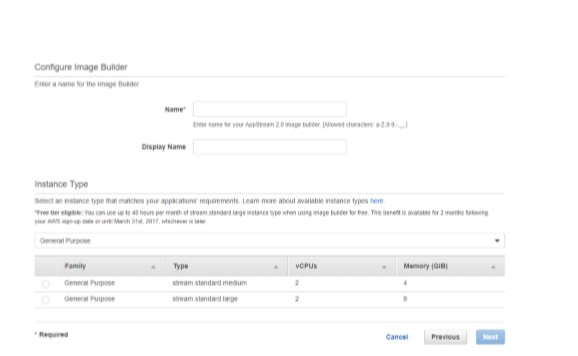 Configure Image Builder
Enter a name for the Image Builder
Name*
Enter name for your AppStream 2.0 image builder. (Allowed characters: a-Z,0-9,-,_,.)
Display Name
Instance Type
Select an instance type that matches your applications' requirements. Learn more about available instance types here.
*Free tier eligible: You can use up to 40 hours per month of stream.standard.large instance type when using image builder for free. This benefit is available for 2 months following
your AWS sign-up date or until March 31st, 2017, whichever is later.
General Purpose
Family Type vCPUs Memory (GiB)
General Purpose stream.standard.medium 2 4
General Purpose stream.standard.large 2 8
* Required Cancel Previous Next